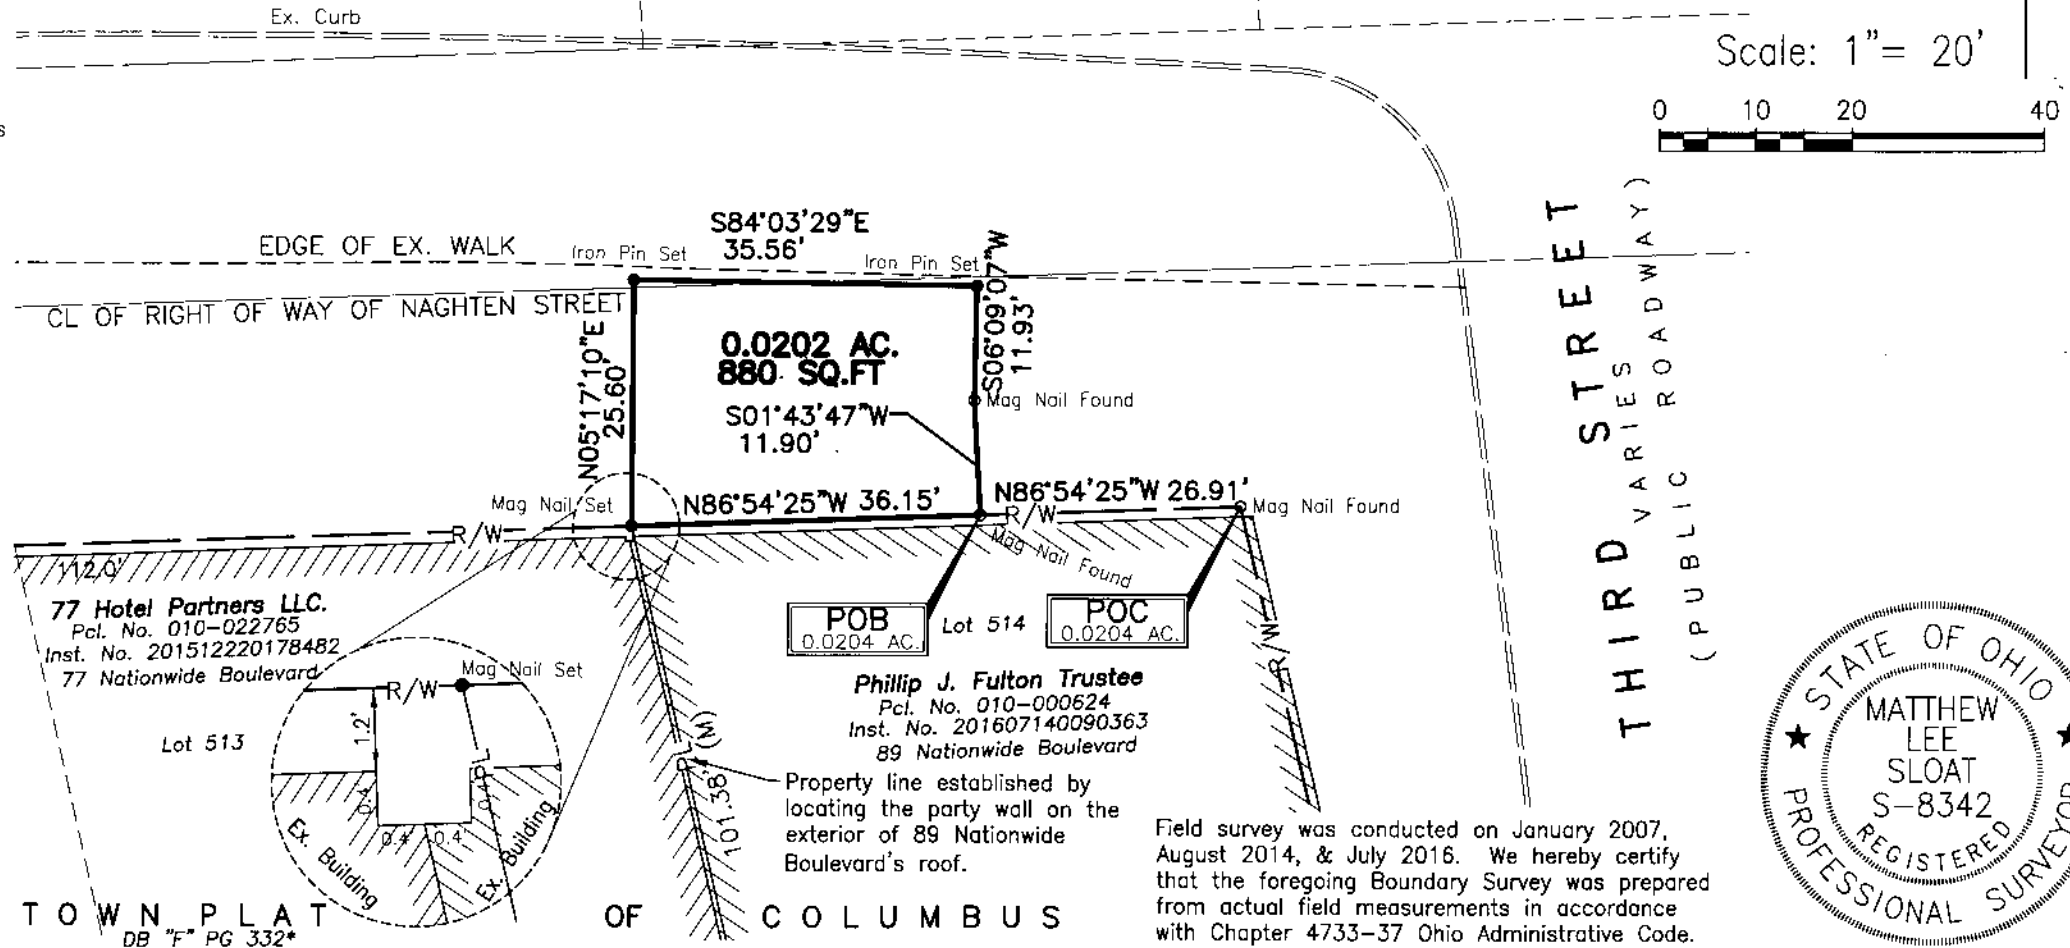 Ex. Curb
Scale: 1"= 20'
0 10 20 40
s
S84°03'29"E
35.56'
EDGE OF EX. WALK
Iron Pin Set
Iron Pin Set
CL OF RIGHT OF WAY OF NAGHTEN STREET
S06°09'07"W
11.93'
N05°17'10"E
25.60'
0.0202 AC.
880 SQ.FT
S01°43'47"W
11.90'
Mag Nail Found
Mag Nail Set
N86°54'25"W 36.15'
N86°54'25"W 26.91'
Mag Nail Found
R/W
R/W
Mag Nail Found
112.0'
77 Hotel Partners LLC.
Pcl. No. 010-022765
Inst. No. 201512220178482
77 Nationwide Boulevard
Lot 513
POB
0.0204 AC.
Lot 514
POC
0.0204 AC.
R/W
Phillip J. Fulton Trustee
Pcl. No. 010-000624
Inst. No. 201607140090363
89 Nationwide Boulevard
Mag Nail Set
R/W
1.2'
L
0.4
0.4
0.4
0.4
Ex. Building
Ex. Building
L (M)
101.38'
Property line established by
locating the party wall on the
exterior of 89 Nationwide
Boulevard's roof.
THIRD STREET
VARIES
(PUBLIC ROADWAY)
STATE OF OHIO
MATTHEW
LEE
SLOAT
S-8342
REGISTERED
PROFESSIONAL SURVEYOR
Field survey was conducted on January 2007,
August 2014, & July 2016. We hereby certify
that the foregoing Boundary Survey was prepared
from actual field measurements in accordance
with Chapter 4733-37 Ohio Administrative Code.
TOWN PLAT OF COLUMBUS
DB "F" PG 332*